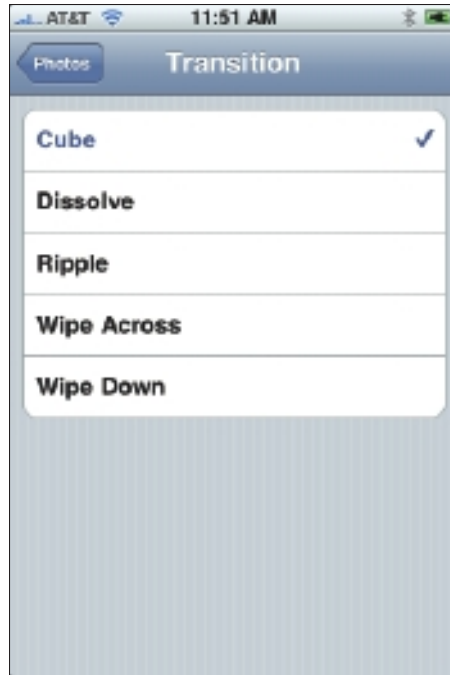 AT&T 11:51 AM
Photos Transition
Cube
Dissolve
Ripple
Wipe Across
Wipe Down